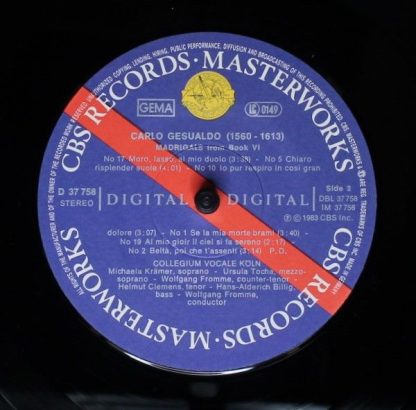 CBS RECORDS · MASTERWORKS
GEMA
LC 0149
CARLO GESUALDO (1560 - 1613)
MADRIGALS from Book VI
No 17 Moro, lasso, al mio duolo (3:38) - No 5 Chiaro
risplender suole (4:01) - No 10 Io pur respiro in cosi gran
D 37 758
STEREO
DIGITAL DIGITAL
Side 2
DBL 37 758
IM 37 758
℗ 1983 CBS Inc.
dolore (3:07) - No 1 Se la mia morte brami (3:40)
No 19 Al mio gioir il ciel si fa sereno (2:17) -
No 2 Beltà, poi che t'assenti (3:14) P.D.
COLLEGIUM VOCALE KÖLN
Michaela Krämer, soprano - Ursula Tocha, mezzo-
soprano - Wolfgang Fromme, counter-tenor -
Helmut Clemens, tenor - Hans-Alderich Billig,
bass - Wolfgang Fromme,
conductor
CBS RECORDS · MASTERWORKS